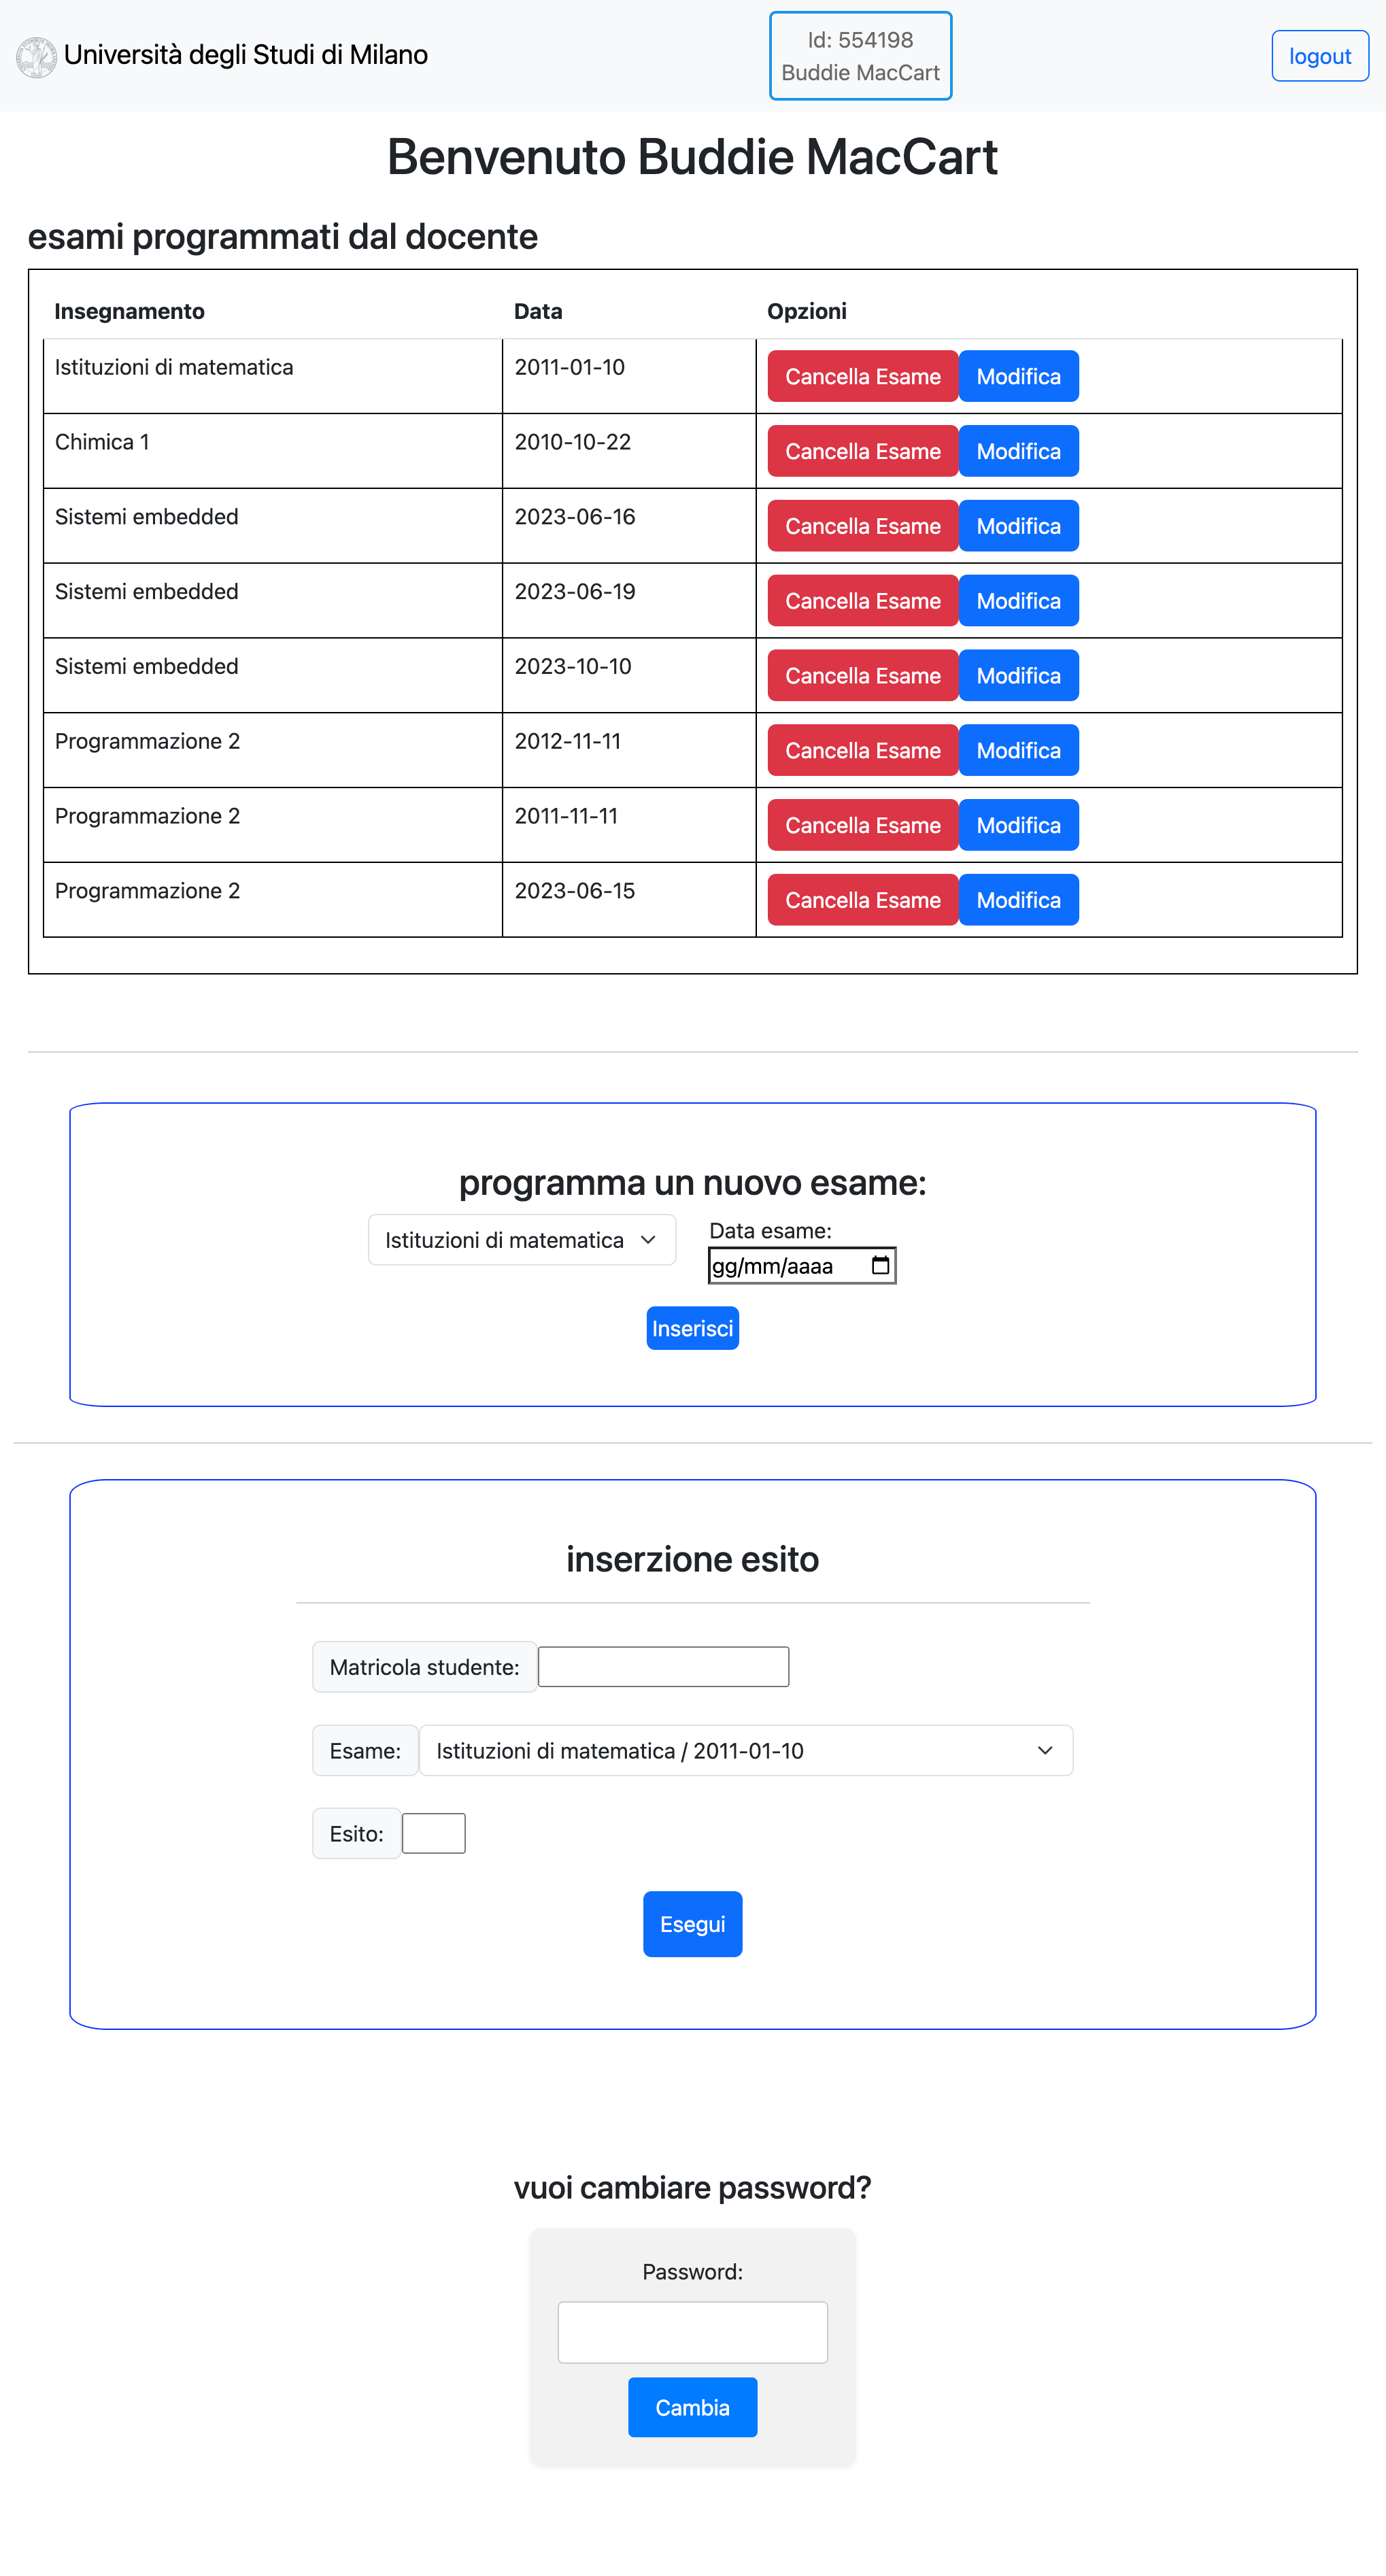 Università degli Studi di Milano
Id: 554198
Buddie MacCart
logout
Benvenuto Buddie MacCart
esami programmati dal docente
Insegnamento Data Opzioni
Istituzioni di matematica 2011-01-10 Cancella Esame Modifica
Chimica 1 2010-10-22 Cancella Esame Modifica
Sistemi embedded 2023-06-16 Cancella Esame Modifica
Sistemi embedded 2023-06-19 Cancella Esame Modifica
Sistemi embedded 2023-10-10 Cancella Esame Modifica
Programmazione 2 2012-11-11 Cancella Esame Modifica
Programmazione 2 2011-11-11 Cancella Esame Modifica
Programmazione 2 2023-06-15 Cancella Esame Modifica
programma un nuovo esame:
Istituzioni di matematica
Data esame:
gg/mm/aaaa
Inserisci
inserzione esito
Matricola studente:
Esame: Istituzioni di matematica / 2011-01-10
Esito:
Esegui
vuoi cambiare password?
Password:
Cambia